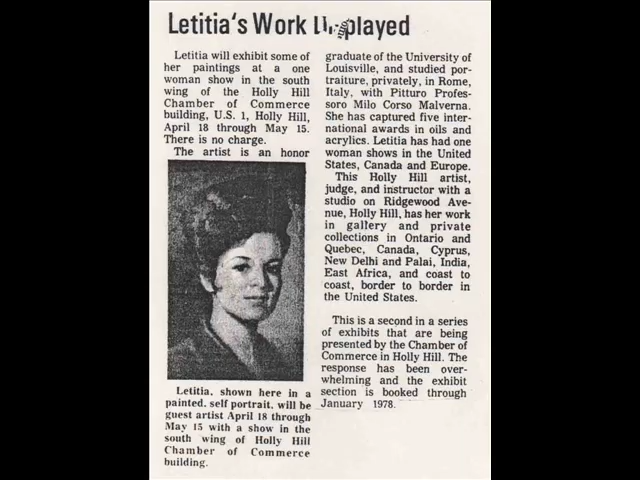 Letitia's Work Displayed
Letitia will exhibit some of
her paintings at a one
woman show in the south
wing of the Holly Hill
Chamber of Commerce
building, U.S. 1, Holly Hill,
April 18 through May 15.
There is no charge.
The artist is an honor
Letitia, shown here in a
painted, self portrait, will be
guest artist April 18 through
May 15 with a show in the
south wing of Holly Hill
Chamber of Commerce
building.
graduate of the University of
Louisville, and studied por-
traiture, privately, in Rome,
Italy, with Pitturo Profes-
soro Milo Corso Malverna.
She has captured five inter-
national awards in oils and
acrylics. Letitia has had one
woman shows in the United
States, Canada and Europe.
This Holly Hill artist,
judge, and instructor with a
studio on Ridgewood Ave-
nue, Holly Hill, has her work
in gallery and private
collections in Ontario and
Quebec, Canada, Cyprus,
New Delhi and Palai, India,
East Africa, and coast to
coast, border to border in
the United States.
This is a second in a series
of exhibits that are being
presented by the Chamber of
Commerce in Holly Hill. The
response has been over-
whelming and the exhibit
section is booked through
January 1978.